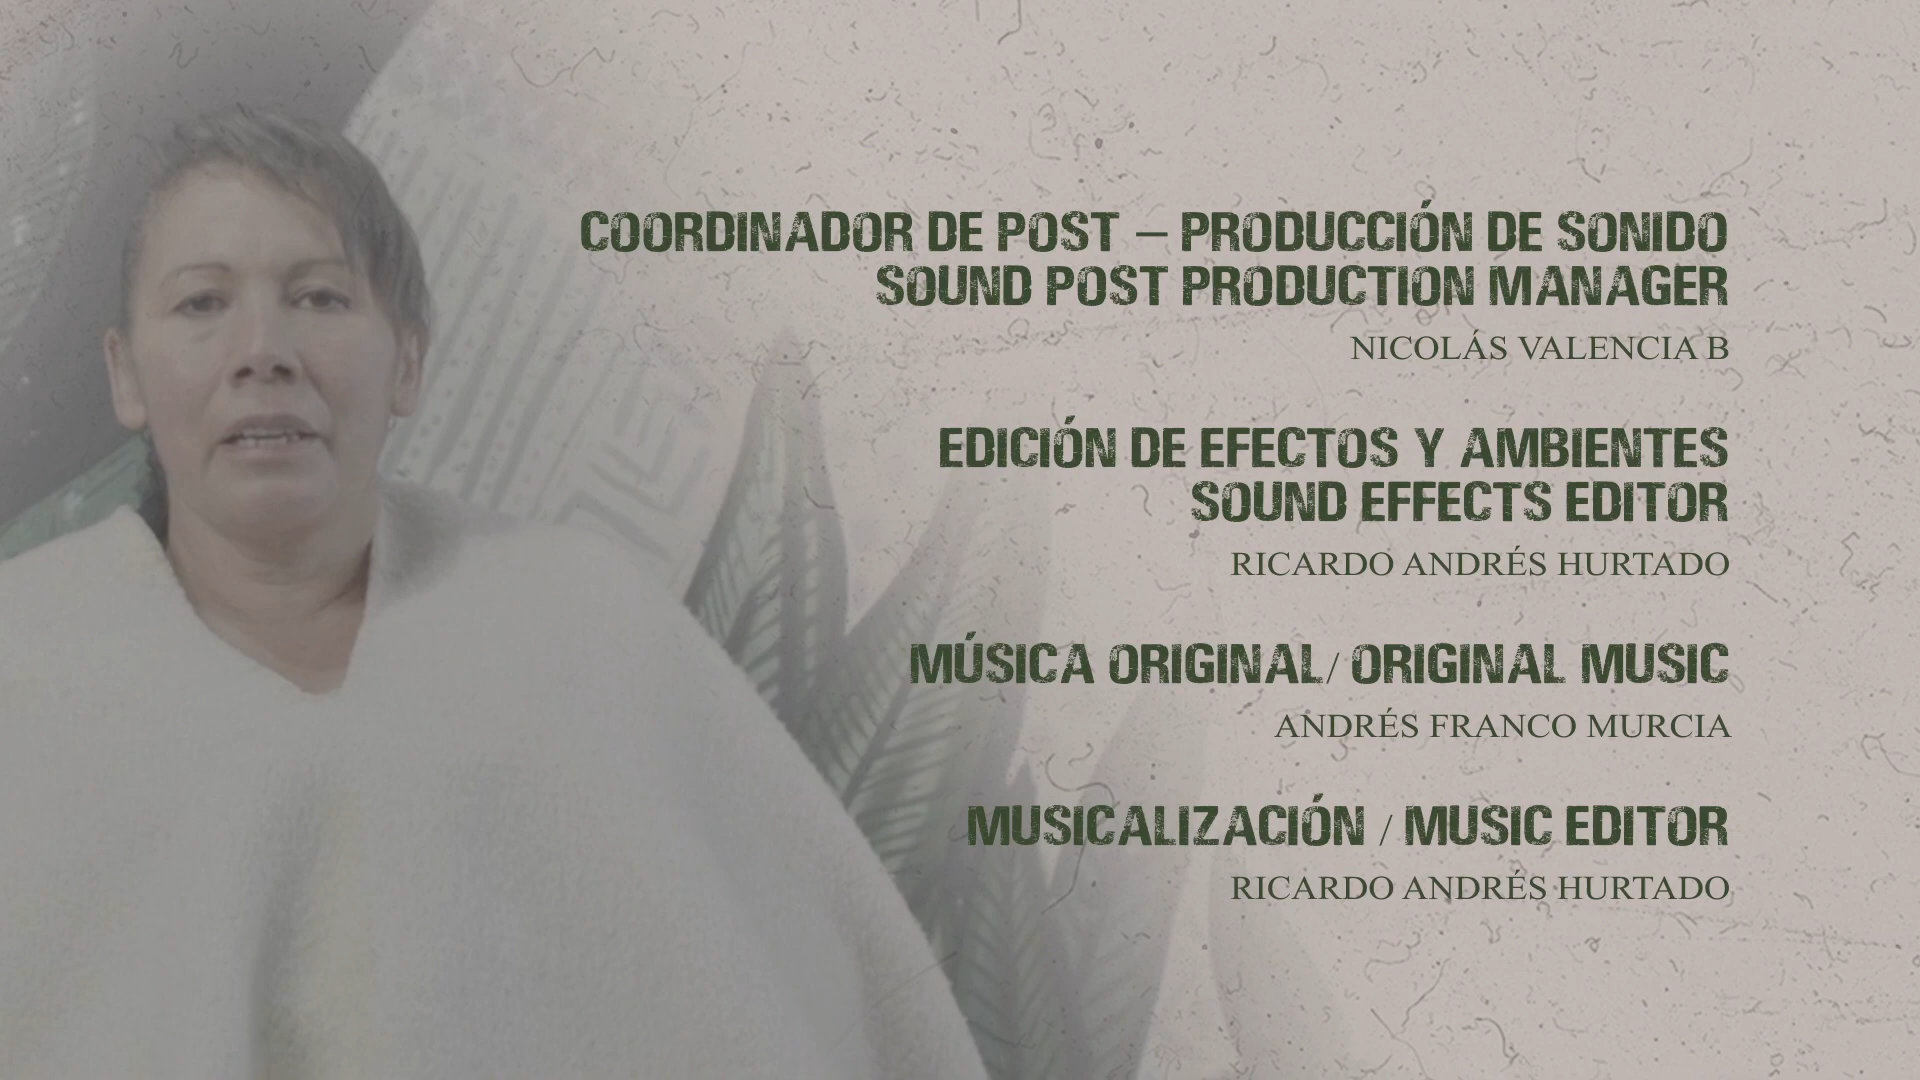 COORDINADOR DE POST – PRODUCCIÓN DE SONIDO
SOUND POST PRODUCTION MANAGER
NICOLÁS VALENCIA B
EDICIÓN DE EFECTOS Y AMBIENTES
SOUND EFFECTS EDITOR
RICARDO ANDRÉS HURTADO
MÚSICA ORIGINAL/ ORIGINAL MUSIC
ANDRÉS FRANCO MURCIA
MUSICALIZACIÓN / MUSIC EDITOR
RICARDO ANDRÉS HURTADO